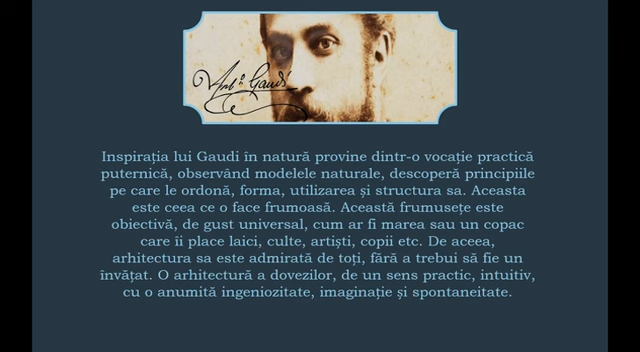 Antº Gaudí
Inspirația lui Gaudi în natură provine dintr-o vocație practică
puternică, observând modelele naturale, descoperă principiile
pe care le ordonă, forma, utilizarea și structura sa. Aceasta
este ceea ce o face frumoasă. Această frumusețe este
obiectivă, de gust universal, cum ar fi marea sau un copac
care îi place laici, culte, artiști, copii etc. De aceea,
arhitectura sa este admirată de toți, fără a trebui să fie un
învățat. O arhitectură a dovezilor, de un sens practic, intuitiv,
cu o anumită ingeniozitate, imaginație și spontaneitate.